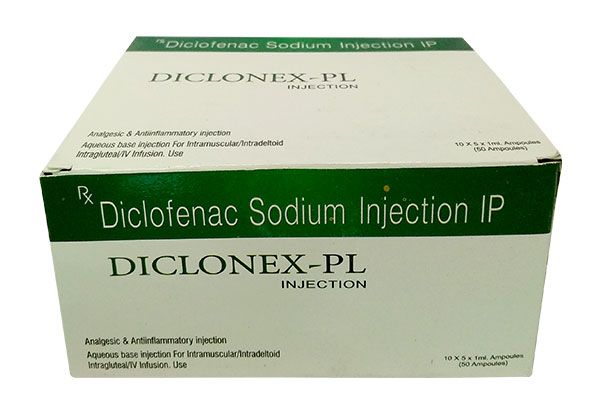 Rx Diclofenac Sodium Injection IP
DICLONEX-PL
INJECTION
Analgesic & Antiinflammatory injection
Aqueous base injection For Intramuscular/Intradeltoid
Intragluteal/IV Infusion. Use
10 X 5 x 1ml. Ampoules
(50 Ampoules)
Rx Diclofenac Sodium Injection IP
DICLONEX-PL
INJECTION
Analgesic & Antiinflammatory injection
Aqueous base injection For Intramuscular/Intradeltoid
Intragluteal/IV Infusion. Use
10 X 5 x 1ml. Ampoules
(50 Ampoules)